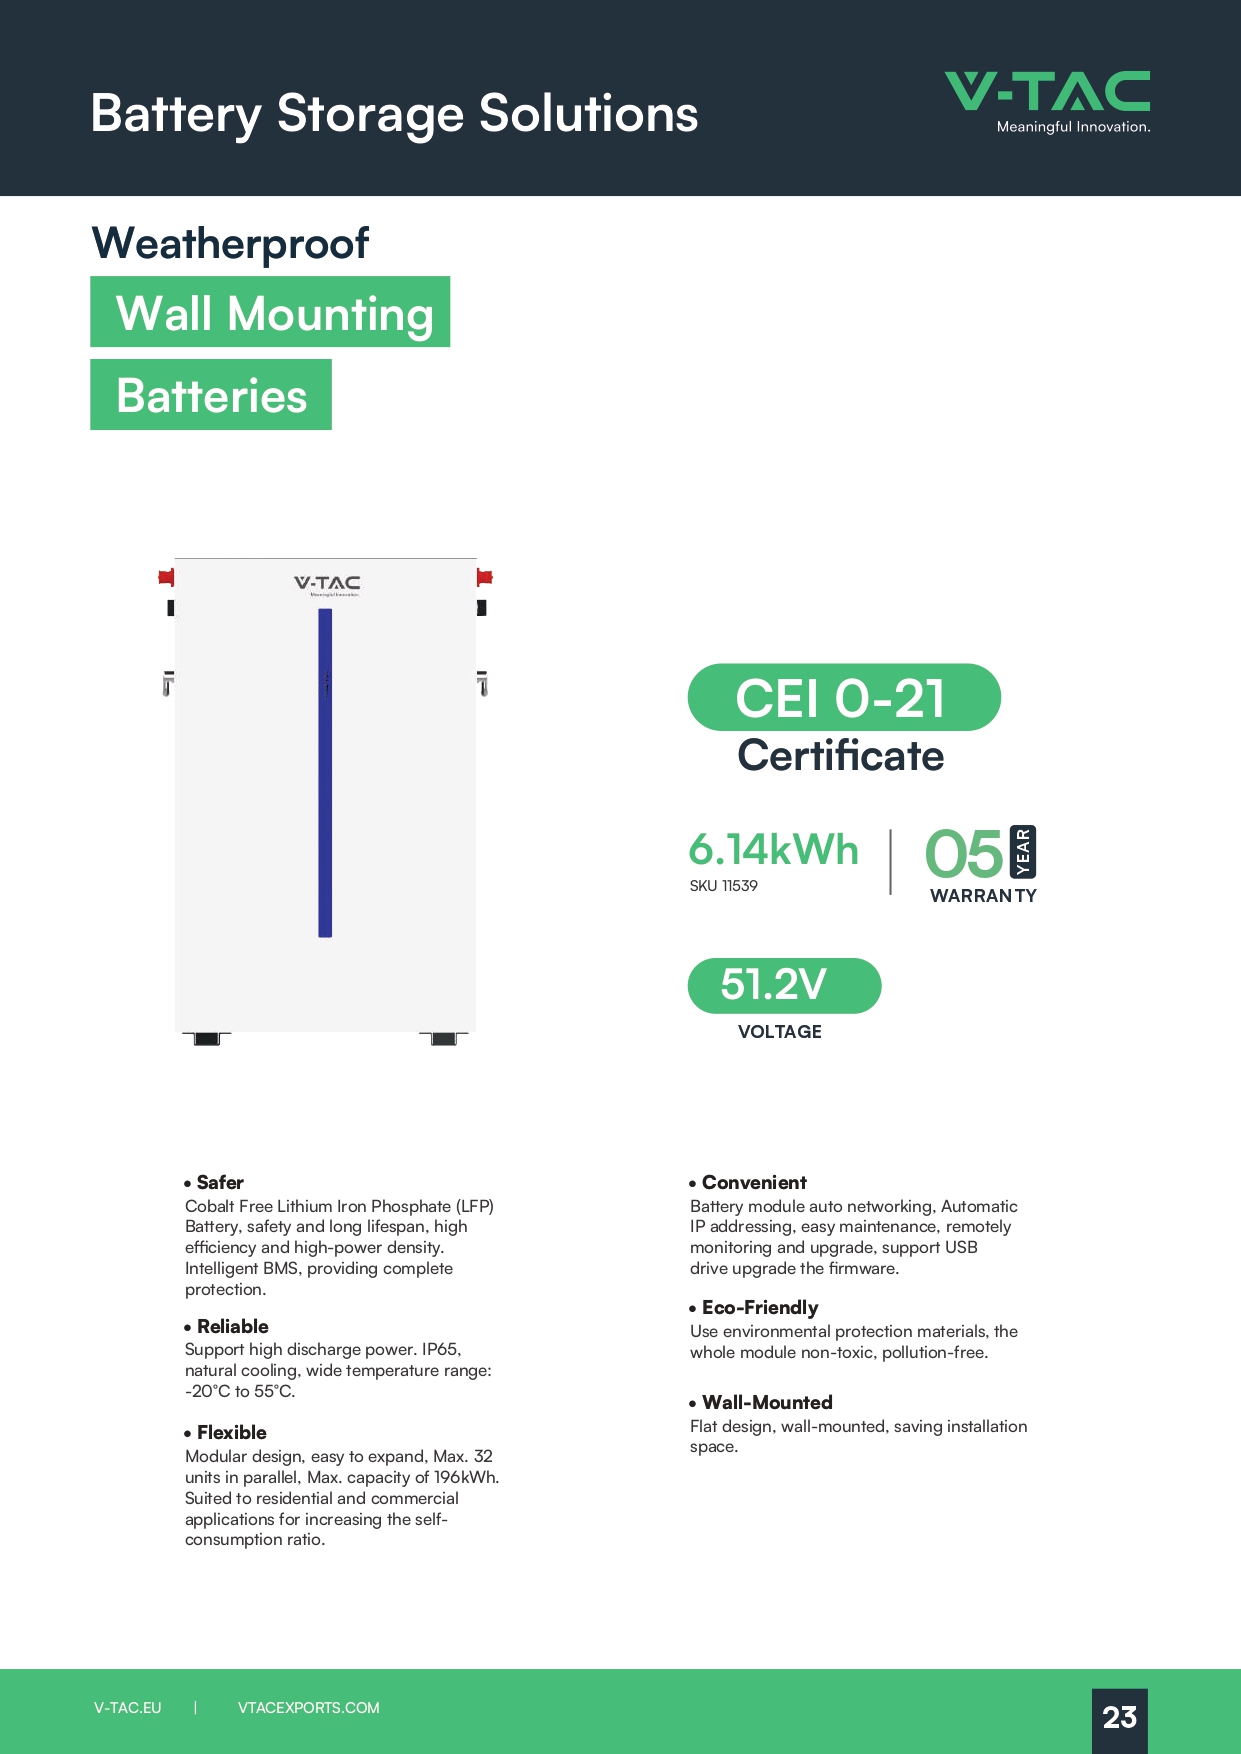 Battery Storage Solutions
V-TAC
Meaningful Innovation.
Weatherproof
Wall Mounting
Batteries
V-TAC
Meaningful Innovation.
CEI 0-21
Certificate
6.14kWh
SKU 11539
05 YEAR
WARRANTY
51.2V
VOLTAGE
• Safer
Cobalt Free Lithium Iron Phosphate (LFP)
Battery, safety and long lifespan, high
efficiency and high-power density.
Intelligent BMS, providing complete
protection.
• Reliable
Support high discharge power. IP65,
natural cooling, wide temperature range:
-20°C to 55°C.
• Flexible
Modular design, easy to expand, Max. 32
units in parallel, Max. capacity of 196kWh.
Suited to residential and commercial
applications for increasing the self-
consumption ratio.
• Convenient
Battery module auto networking, Automatic
IP addressing, easy maintenance, remotely
monitoring and upgrade, support USB
drive upgrade the firmware.
• Eco-Friendly
Use environmental protection materials, the
whole module non-toxic, pollution-free.
• Wall-Mounted
Flat design, wall-mounted, saving installation
space.
V-TAC.EU | VTACEXPORTS.COM
23